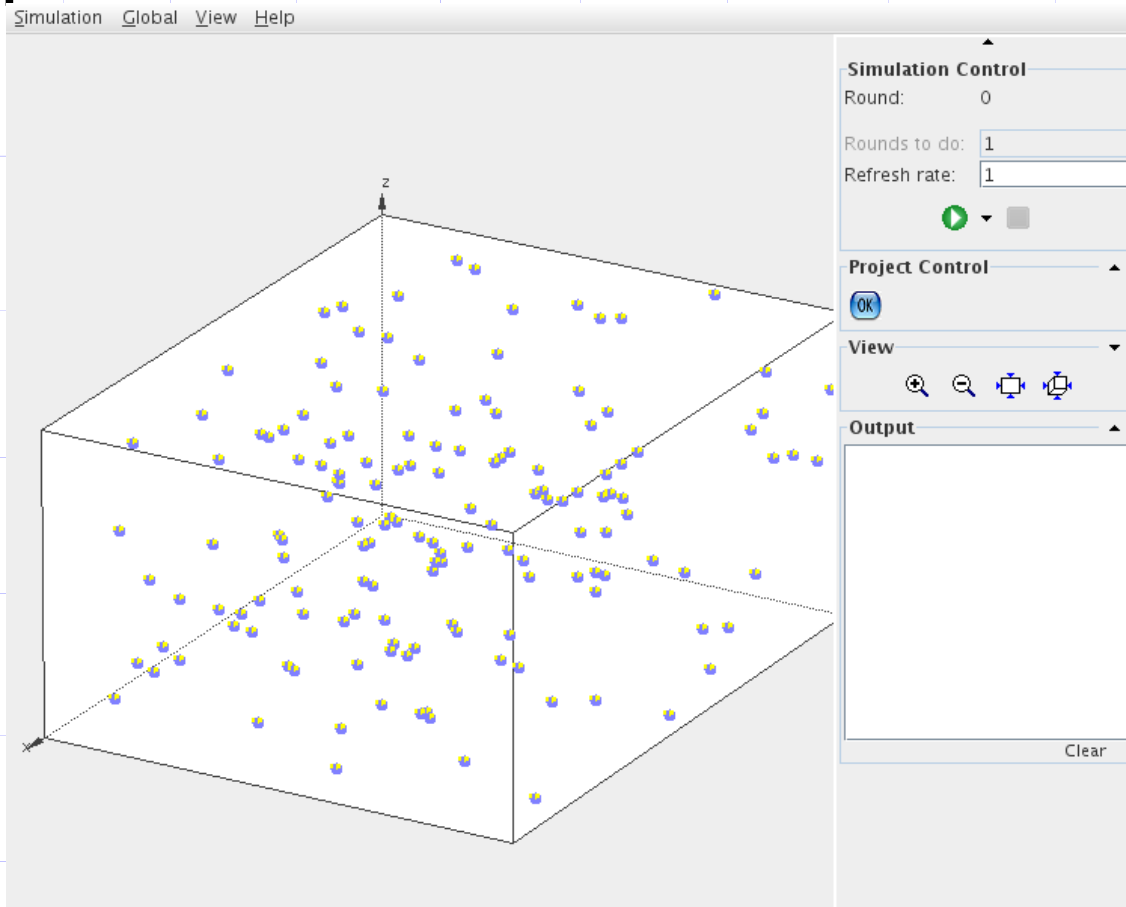 Simulation Global View Help
Simulation Control
Round: 0
Rounds to do: 1
Refresh rate: 1
Project Control
OK
View
Output
Clear
z
x